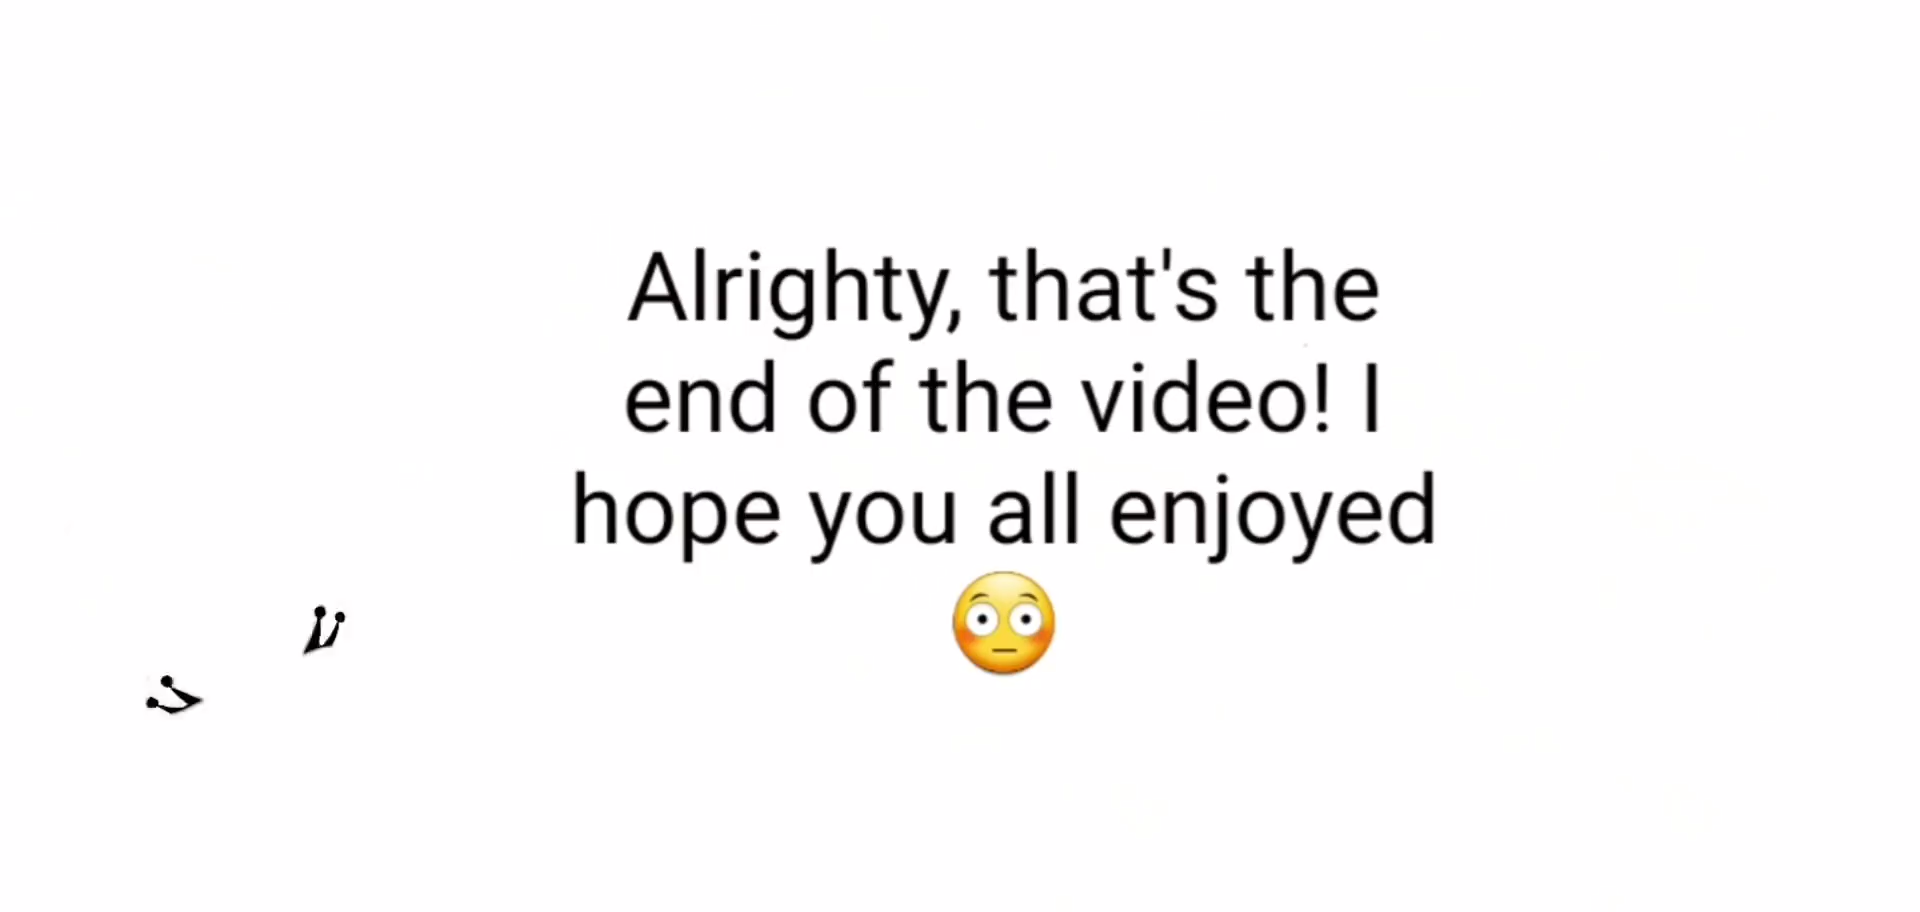 Alrighty, that's the
end of the video! I
hope you all enjoyed
😳